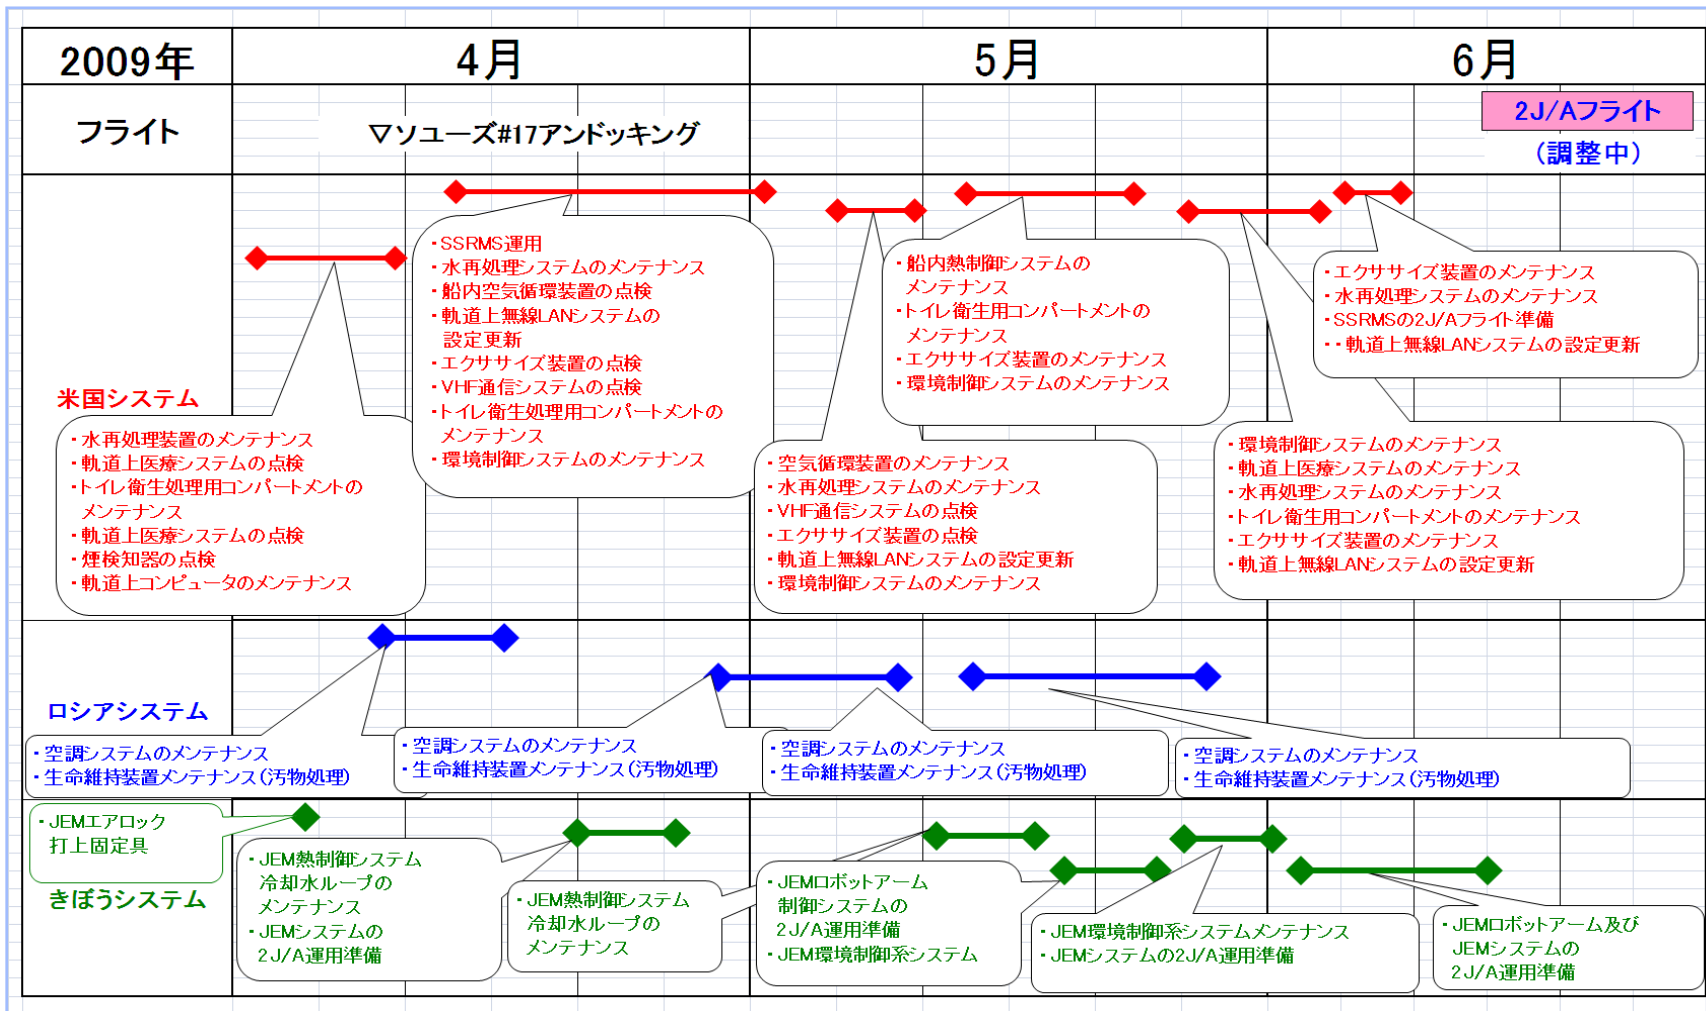 2009年
4月
5月
6月
フライト
▽ソユーズ#17アンドッキング
2J/Aフライト
（調整中）
米国システム
・水再処理装置のメンテナンス
・軌道上医療システムの点検
・トイレ衛生処理用コンパートメントの
メンテナンス
・軌道上医療システムの点検
・煙検知器の点検
・軌道上コンピュータのメンテナンス
・SSRMS運用
・水再処理システムのメンテナンス
・船内空気循環装置の点検
・軌道上無線LANシステムの
設定更新
・エクササイズ装置の点検
・VHF通信システムの点検
・トイレ衛生処理用コンパートメントの
メンテナンス
・環境制御システムのメンテナンス
・空気循環装置のメンテナンス
・水再処理システムのメンテナンス
・VHF通信システムの点検
・エクササイズ装置の点検
・軌道上無線LANシステムの設定更新
・環境制御システムのメンテナンス
・船内熱制御システムの
メンテナンス
・トイレ衛生用コンパートメントの
メンテナンス
・エクササイズ装置のメンテナンス
・環境制御システムのメンテナンス
・環境制御システムのメンテナンス
・軌道上医療システムのメンテナンス
・水再処理システムのメンテナンス
・トイレ衛生用コンパートメントのメンテナンス
・エクササイズ装置のメンテナンス
・軌道上無線LANシステムの設定更新
・エクササイズ装置のメンテナンス
・水再処理システムのメンテナンス
・SSRMSの2J/Aフライト準備
・・軌道上無線LANシステムの設定更新
ロシアシステム
・空調システムのメンテナンス
・生命維持装置メンテナンス（汚物処理）
・空調システムのメンテナンス
・生命維持装置メンテナンス（汚物処理）
・空調システムのメンテナンス
・生命維持装置メンテナンス（汚物処理）
・空調システムのメンテナンス
・生命維持装置メンテナンス（汚物処理）
きぼうシステム
・JEMエアロック
打上固定具
・JEM熱制御システム
冷却水ループの
メンテナンス
・JEMシステムの
2J/A運用準備
・JEM熱制御システム
冷却水ループの
メンテナンス
・JEMロボットアーム
制御システムの
2J/A運用準備
・JEM環境制御系システム
・JEM環境制御系システムメンテナンス
・JEMシステムの2J/A運用準備
・JEMロボットアーム及び
JEMシステムの
2J/A運用準備